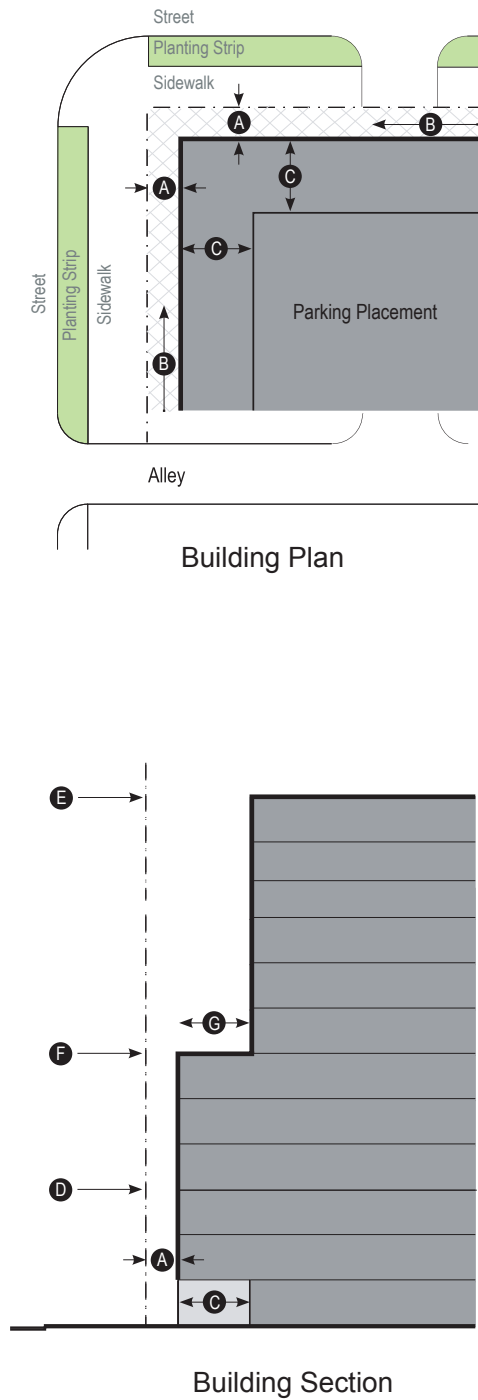 Street
Planting Strip
Sidewalk
A
B
C
A
C
Street
Planting Strip
Sidewalk
Parking Placement
B
Alley
Building Plan
E
G
F
D
A
C
Building Section